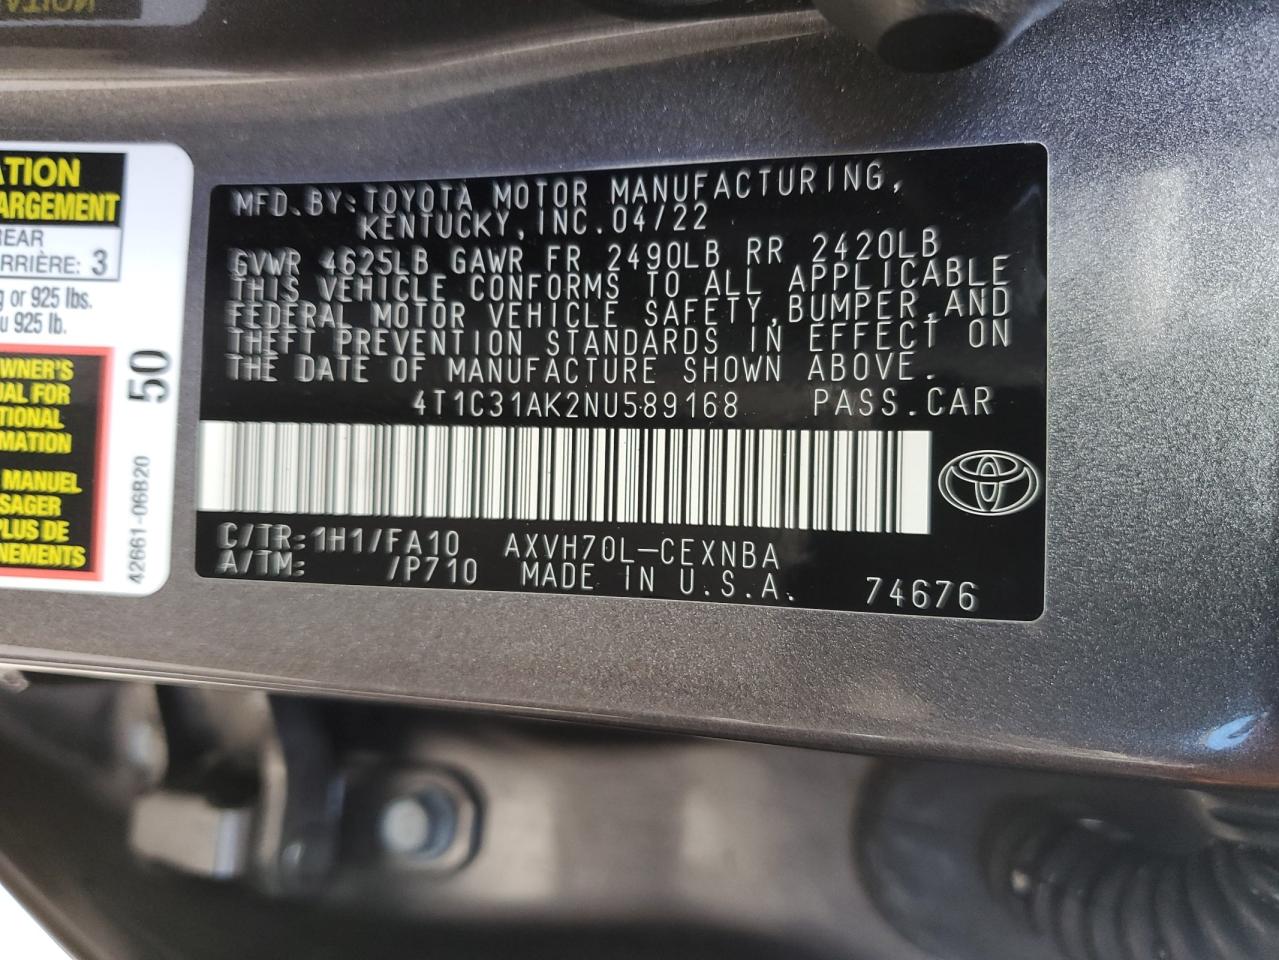 ATION
ARGEMENT
REAR
ARRIÈRE: 3
g or 925 lbs.
u 925 lb.
OWNER'S
UAL FOR
TIONAL
RMATION
MANUEL
SAGER
PLUS DE
NEMENTS
50
42661-06B20
MFD.BY:TOYOTA MOTOR MANUFACTURING,
KENTUCKY,INC.04/22
GVWR 4625LB GAWR FR 2490LB RR 2420LB
THIS VEHICLE CONFORMS TO ALL APPLICABLE
FEDERAL MOTOR VEHICLE SAFETY,BUMPER,AND
THEFT PREVENTION STANDARDS IN EFFECT ON
THE DATE OF MANUFACTURE SHOWN ABOVE.
4T1C31AK2NU589168 PASS.CAR
C/TR:1H1/FA10 AXVH70L-CEXNBA
A/TM: /P710 MADE IN U.S.A. 74676